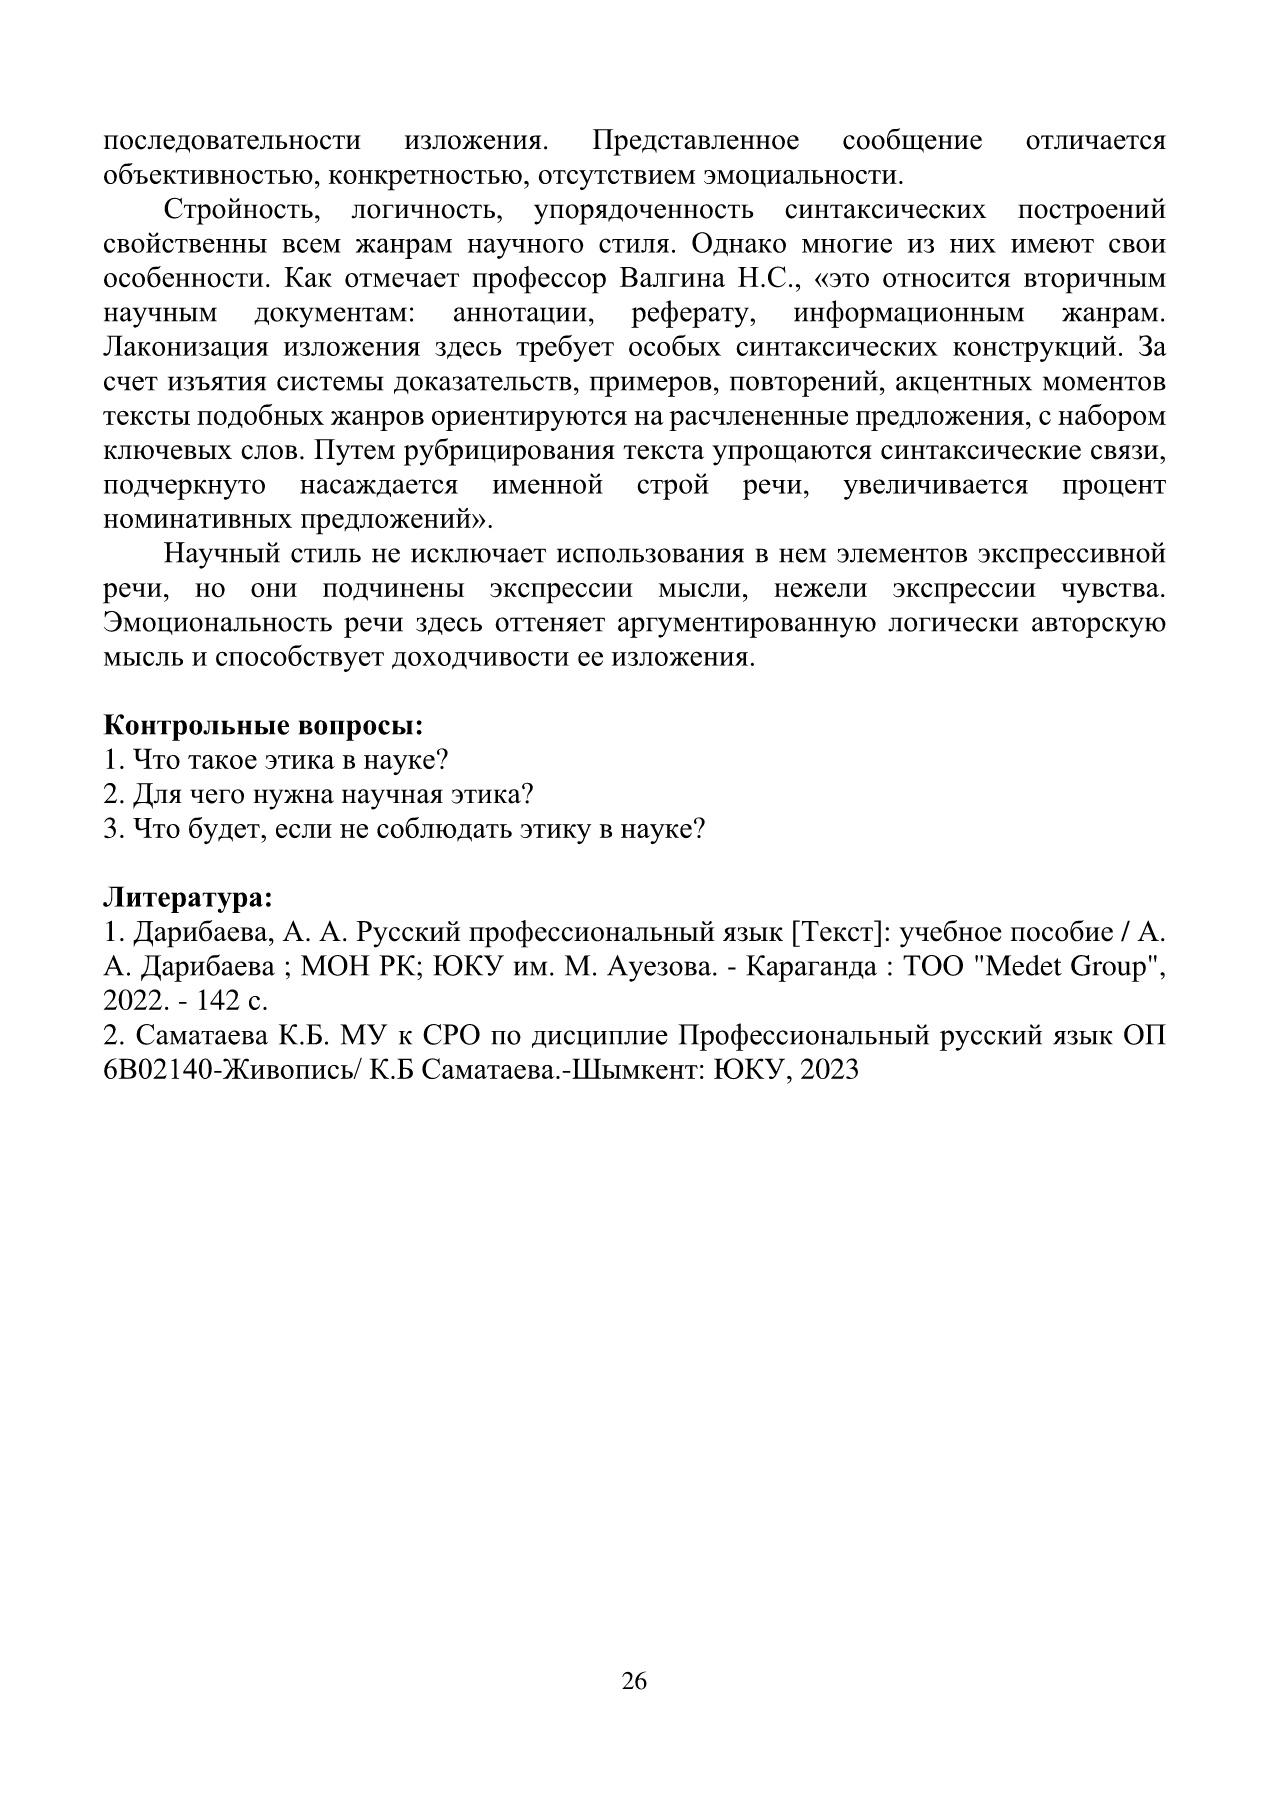 последовательности изложения. Представленное сообщение отличается
объективностью, конкретностью, отсутствием эмоциальности.
Стройность, логичность, упорядоченность синтаксических построений
свойственны всем жанрам научного стиля. Однако многие из них имеют свои
особенности. Как отмечает профессор Валгина Н.С., «это относится вторичным
научным документам: аннотации, реферату, информационным жанрам.
Лаконизация изложения здесь требует особых синтаксических конструкций. За
счет изъятия системы доказательств, примеров, повторений, акцентных моментов
тексты подобных жанров ориентируются на расчлененные предложения, с набором
ключевых слов. Путем рубрицирования текста упрощаются синтаксические связи,
подчеркнуто насаждается именной строй речи, увеличивается процент
номинативных предложений».
Научный стиль не исключает использования в нем элементов экспрессивной
речи, но они подчинены экспрессии мысли, нежели экспрессии чувства.
Эмоциональность речи здесь оттеняет аргументированную логически авторскую
мысль и способствует доходчивости ее изложения.
Контрольные вопросы:
1. Что такое этика в науке?
2. Для чего нужна научная этика?
3. Что будет, если не соблюдать этику в науке?
Литература:
1. Дарибаева, А. А. Русский профессиональный язык [Текст]: учебное пособие / А.
А. Дарибаева ; МОН РК; ЮКУ им. М. Ауезова. - Караганда : ТОО "Medet Group",
2022. - 142 с.
2. Саматаева К.Б. МУ к СРО по дисциплие Профессиональный русский язык ОП
6В02140-Живопись/ К.Б Саматаева.-Шымкент: ЮКУ, 2023
26